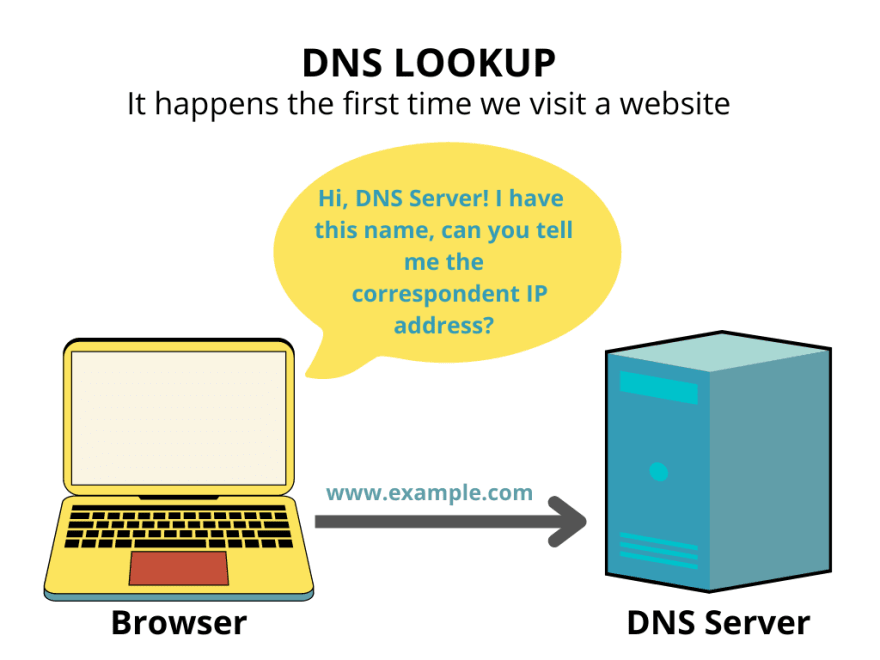 DNS LOOKUP
It happens the first time we visit a website
Hi, DNS Server! I have
this name, can you tell
me the
correspondent IP
address?
www.example.com
Browser
DNS Server